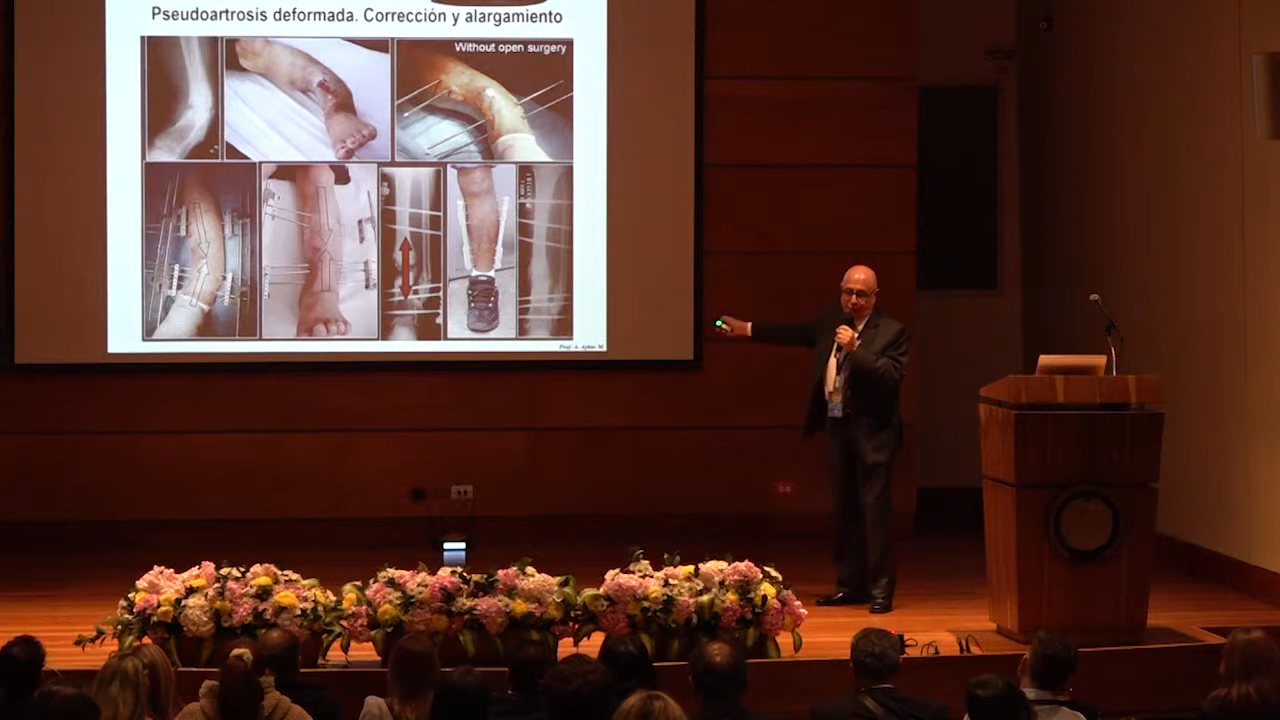 Pseudoartrosis deformada. Corrección y alargamiento
Without open surgery